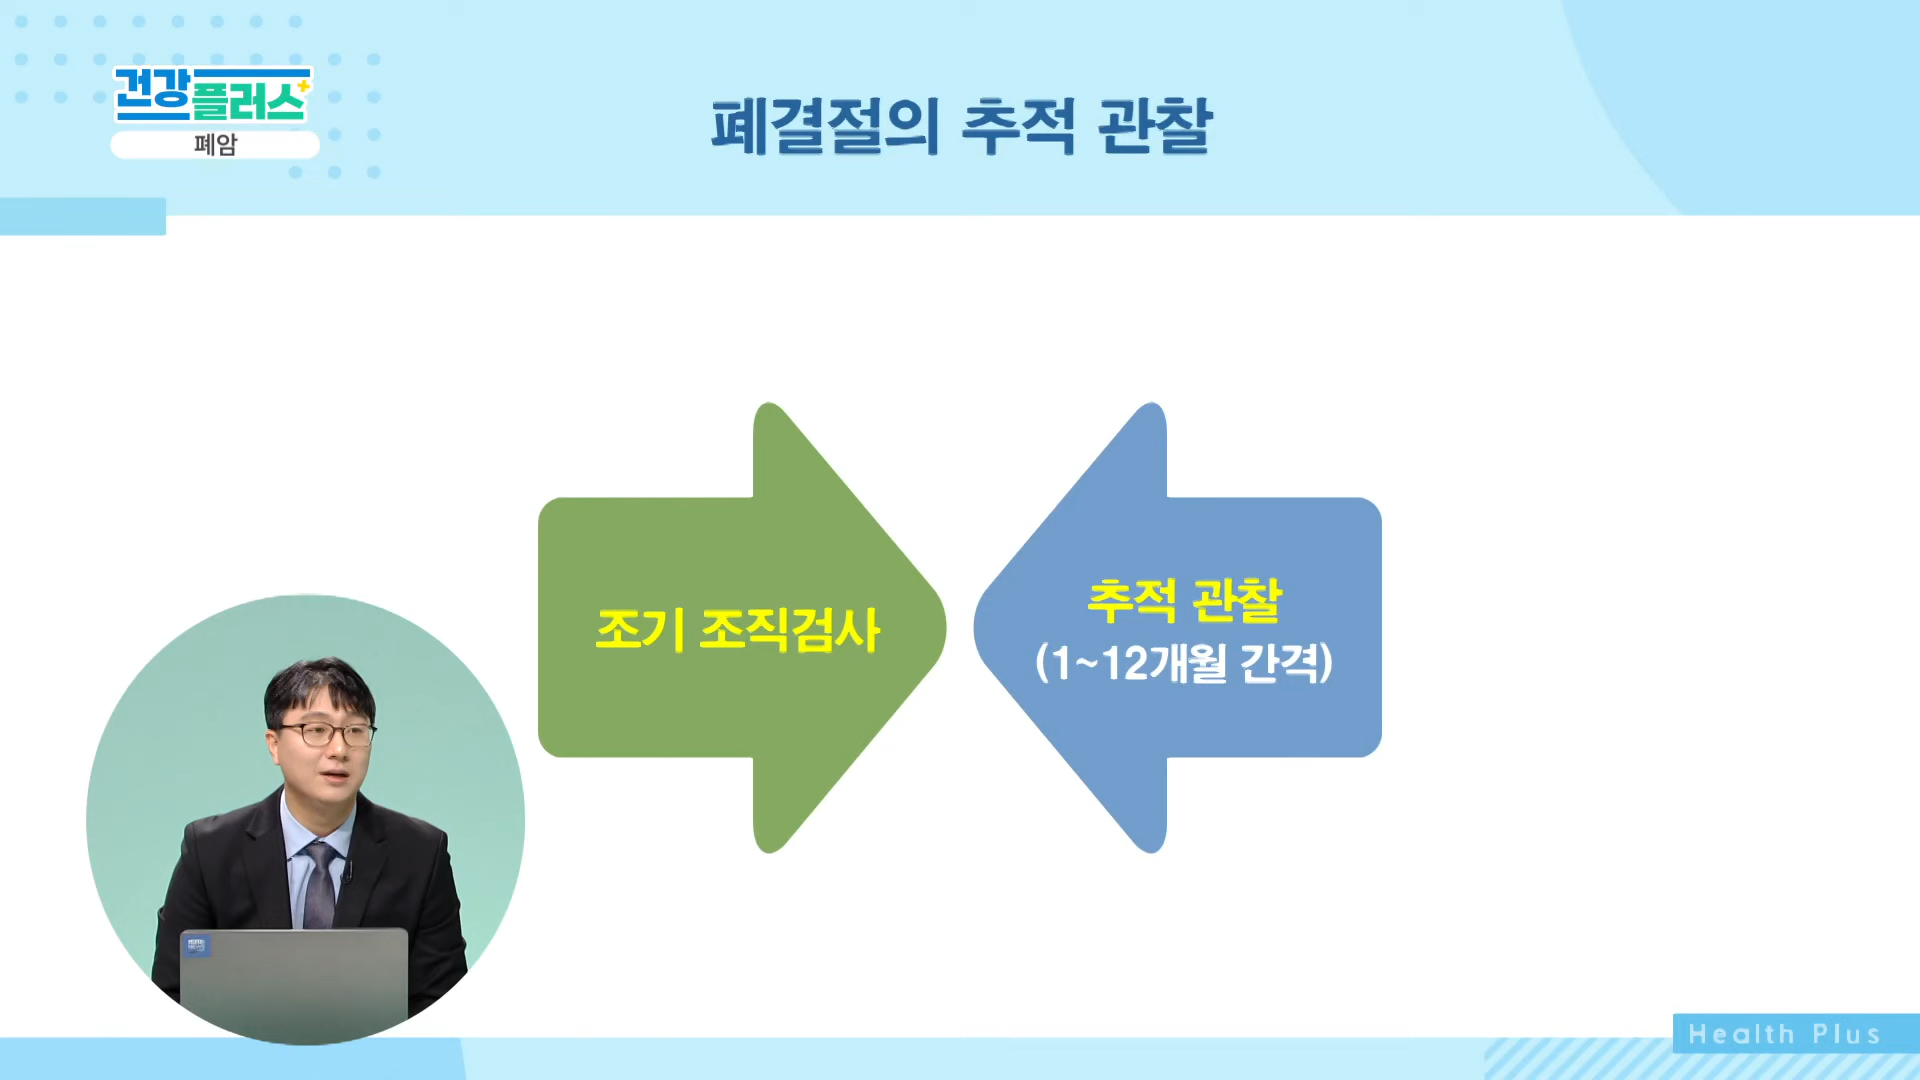 건강플러스
폐암
폐결절의 추적 관찰
조기 조직검사
추적 관찰
(1~12개월 간격)
Health Plus